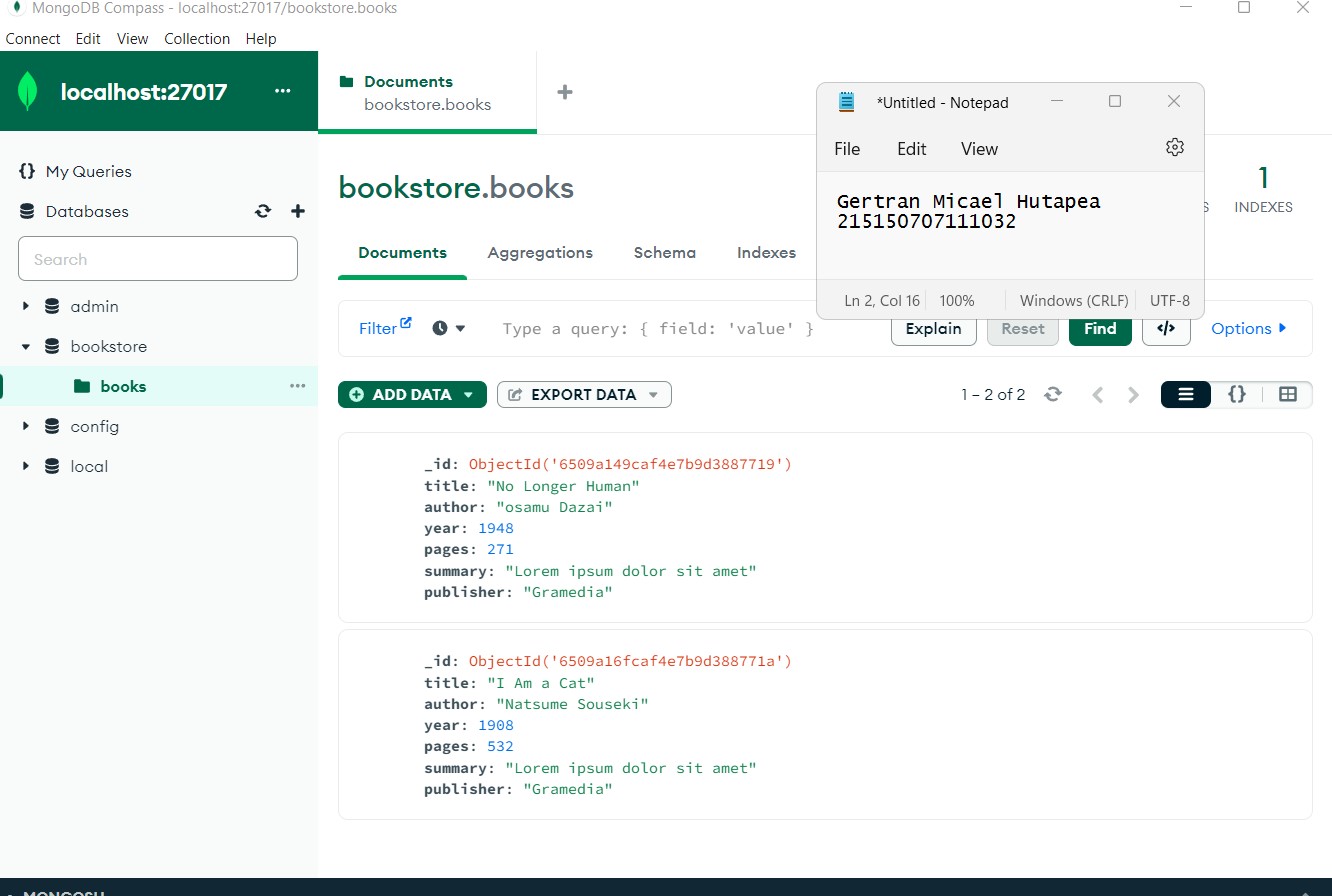 MongoDB Compass - localhost:27017/bookstore.books
Connect Edit View Collection Help
localhost:27017 ...
Documents
bookstore.books
*Untitled - Notepad
File Edit View
Gertran Micael Hutapea
215150707111032
Ln 2, Col 16 100% Windows (CRLF) UTF-8
{} My Queries
Databases
Search
admin
bookstore
books ...
config
local
bookstore.books
1
S INDEXES
Documents Aggregations Schema Indexes
Filter Type a query: { field: 'value' } Explain Reset Find </> Options
ADD DATA EXPORT DATA 1 – 2 of 2 {}
_id: ObjectId('6509a149caf4e7b9d3887719')
title: "No Longer Human"
author: "osamu Dazai"
year: 1948
pages: 271
summary: "Lorem ipsum dolor sit amet"
publisher: "Gramedia"
_id: ObjectId('6509a16fcaf4e7b9d388771a')
title: "I Am a Cat"
author: "Natsume Souseki"
year: 1908
pages: 532
summary: "Lorem ipsum dolor sit amet"
publisher: "Gramedia"
MONGOSH